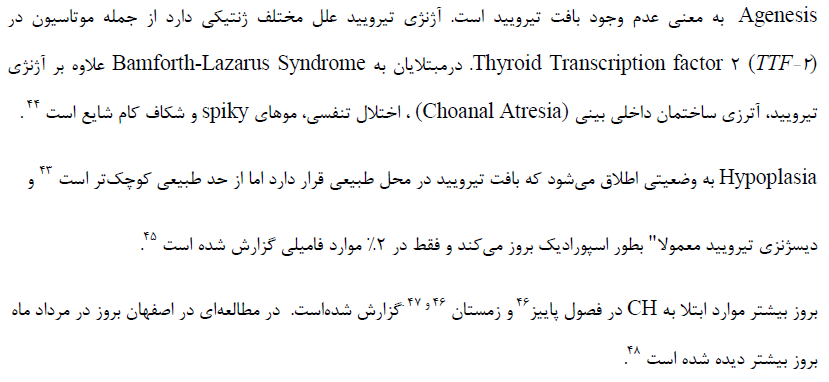 Agenesis به معنی عدم وجود بافت تیرویید است. آژنژی تیرویید علل مختلف ژنتیکی دارد از جمله موتاسیون در
Thyroid Transcription factor ۲ (TTF-۲). درمبتلایان به Bamforth-Lazarus Syndrome علاوه بر آژنژی
تیرویید، آترزی ساختمان داخلی بینی (Choanal Atresia) ، اختلال تنفسی، موهای spiky و شکاف کام شایع است ۴۴.
Hypoplasia به وضعیتی اطلاق می‌شود که بافت تیرویید در محل طبیعی قرار دارد اما از حد طبیعی کوچک‌تر است ۴۳ و
دیسژنزی تیرویید معمولا" بطور اسپورادیک بروز می‌کند و فقط در ۲٪ موارد فامیلی گزارش شده است ۴۵.
بروز بیشتر موارد ابتلا به CH در فصول پاییز۴۶ و زمستان ۴۶ و ۴۷.گزارش شده‌است. در مطالعه‌ای در اصفهان بروز در مرداد ماه
بروز بیشتر دیده شده است ۴۸.